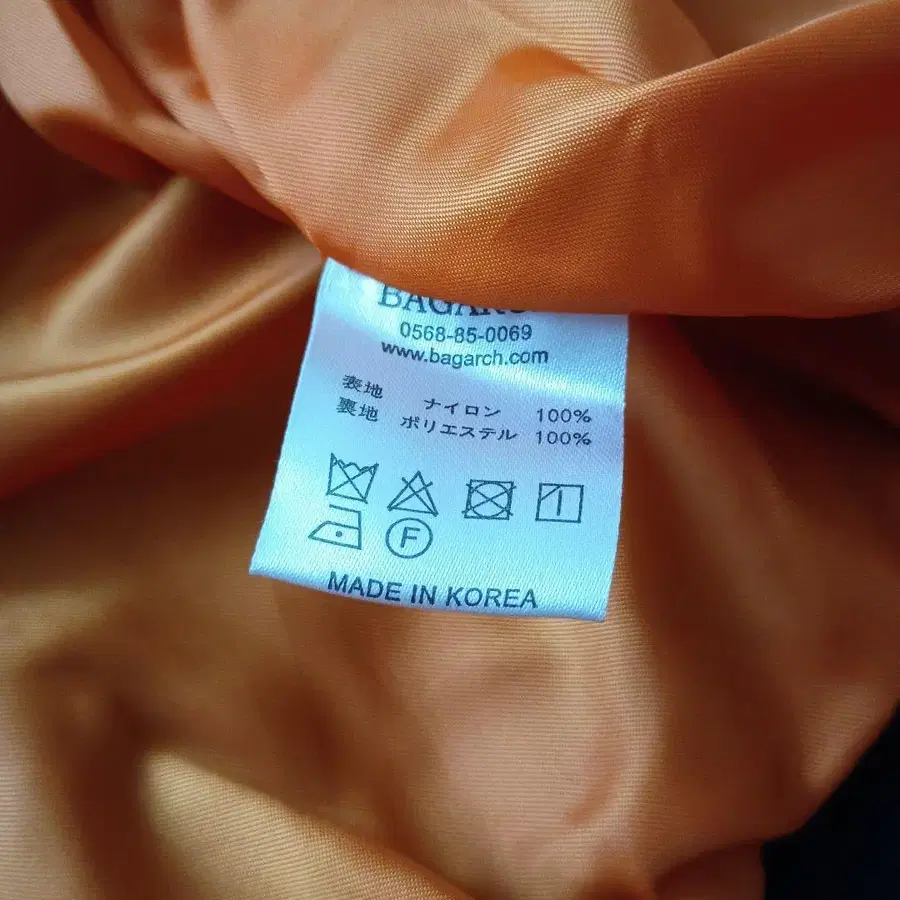 0568-85-0069
www.bagarch.com
表地 ナイロン 100%
裏地 ポリエステル 100%
F
MADE IN KOREA